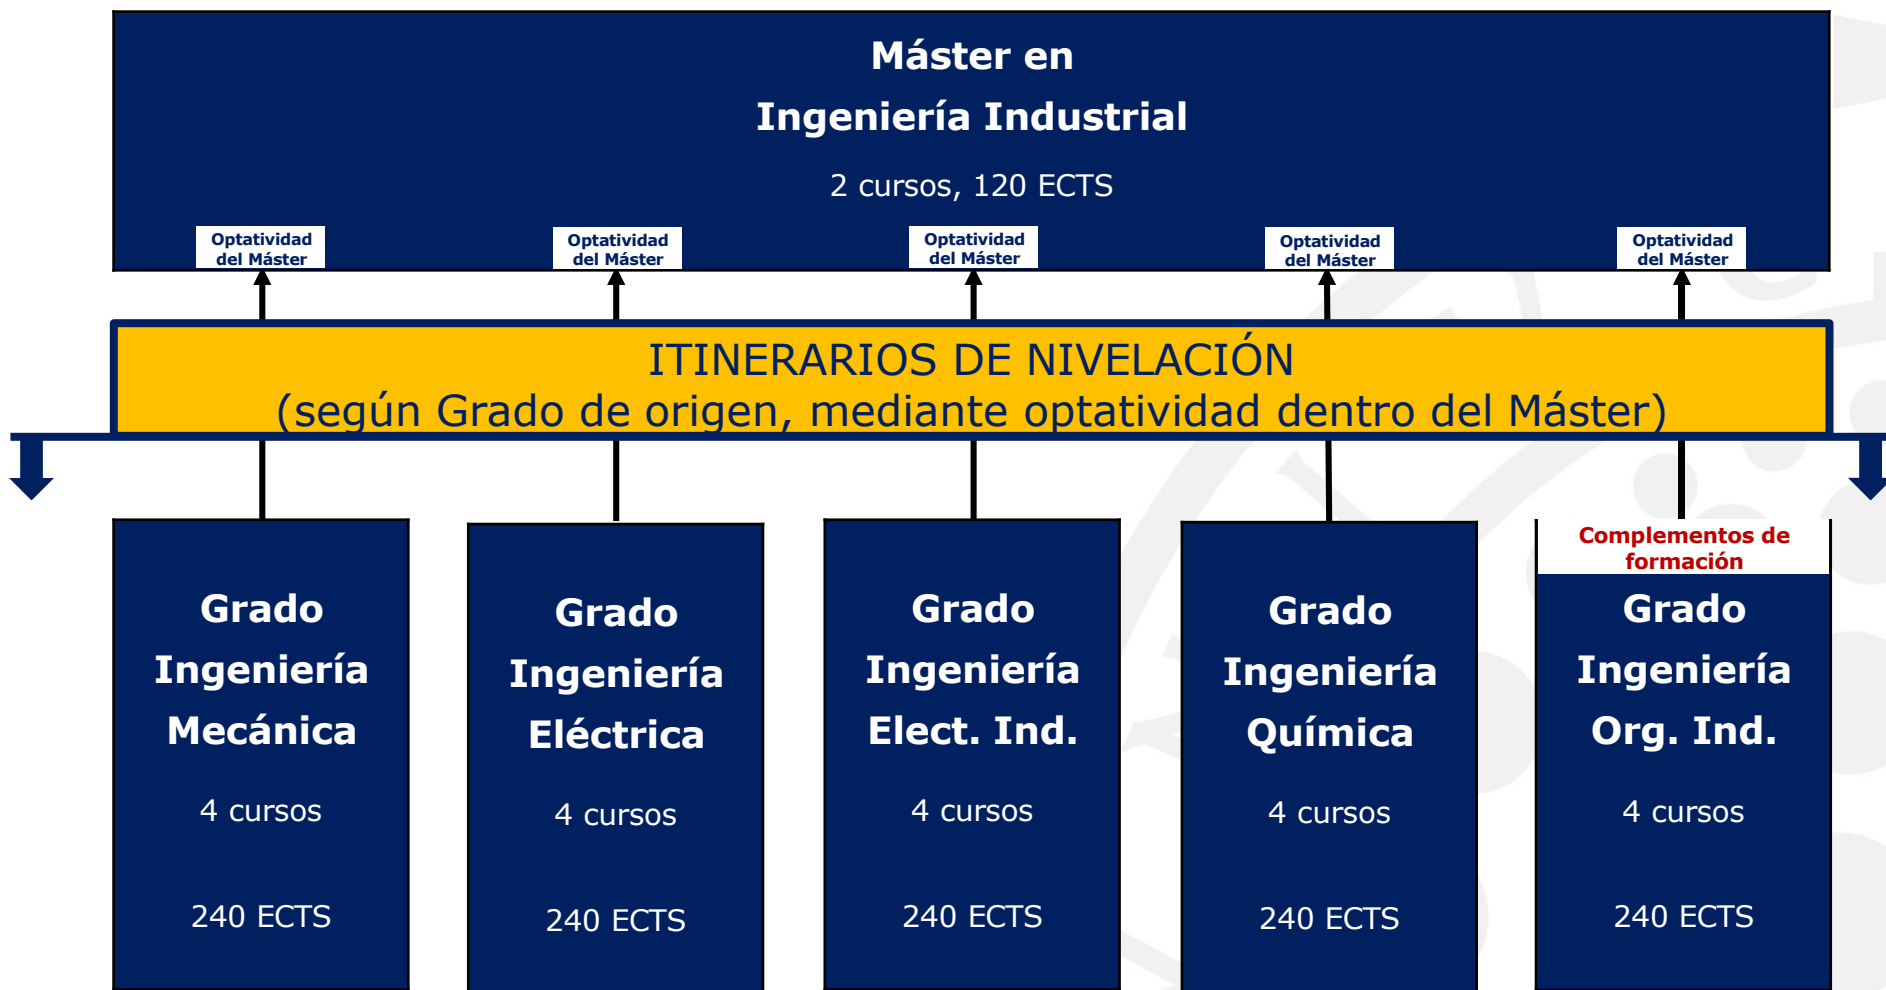 Máster en
Ingeniería Industrial
2 cursos, 120 ECTS
Optatividad
del Máster
Optatividad
del Máster
Optatividad
del Máster
Optatividad
del Máster
Optatividad
del Máster
ITINERARIOS DE NIVELACIÓN
(según Grado de origen, mediante optatividad dentro del Máster)
Grado
Ingeniería
Mecánica
4 cursos
240 ECTS
Grado
Ingeniería
Eléctrica
4 cursos
240 ECTS
Grado
Ingeniería
Elect. Ind.
4 cursos
240 ECTS
Grado
Ingeniería
Química
4 cursos
240 ECTS
Complementos de
formación
Grado
Ingeniería
Org. Ind.
4 cursos
240 ECTS